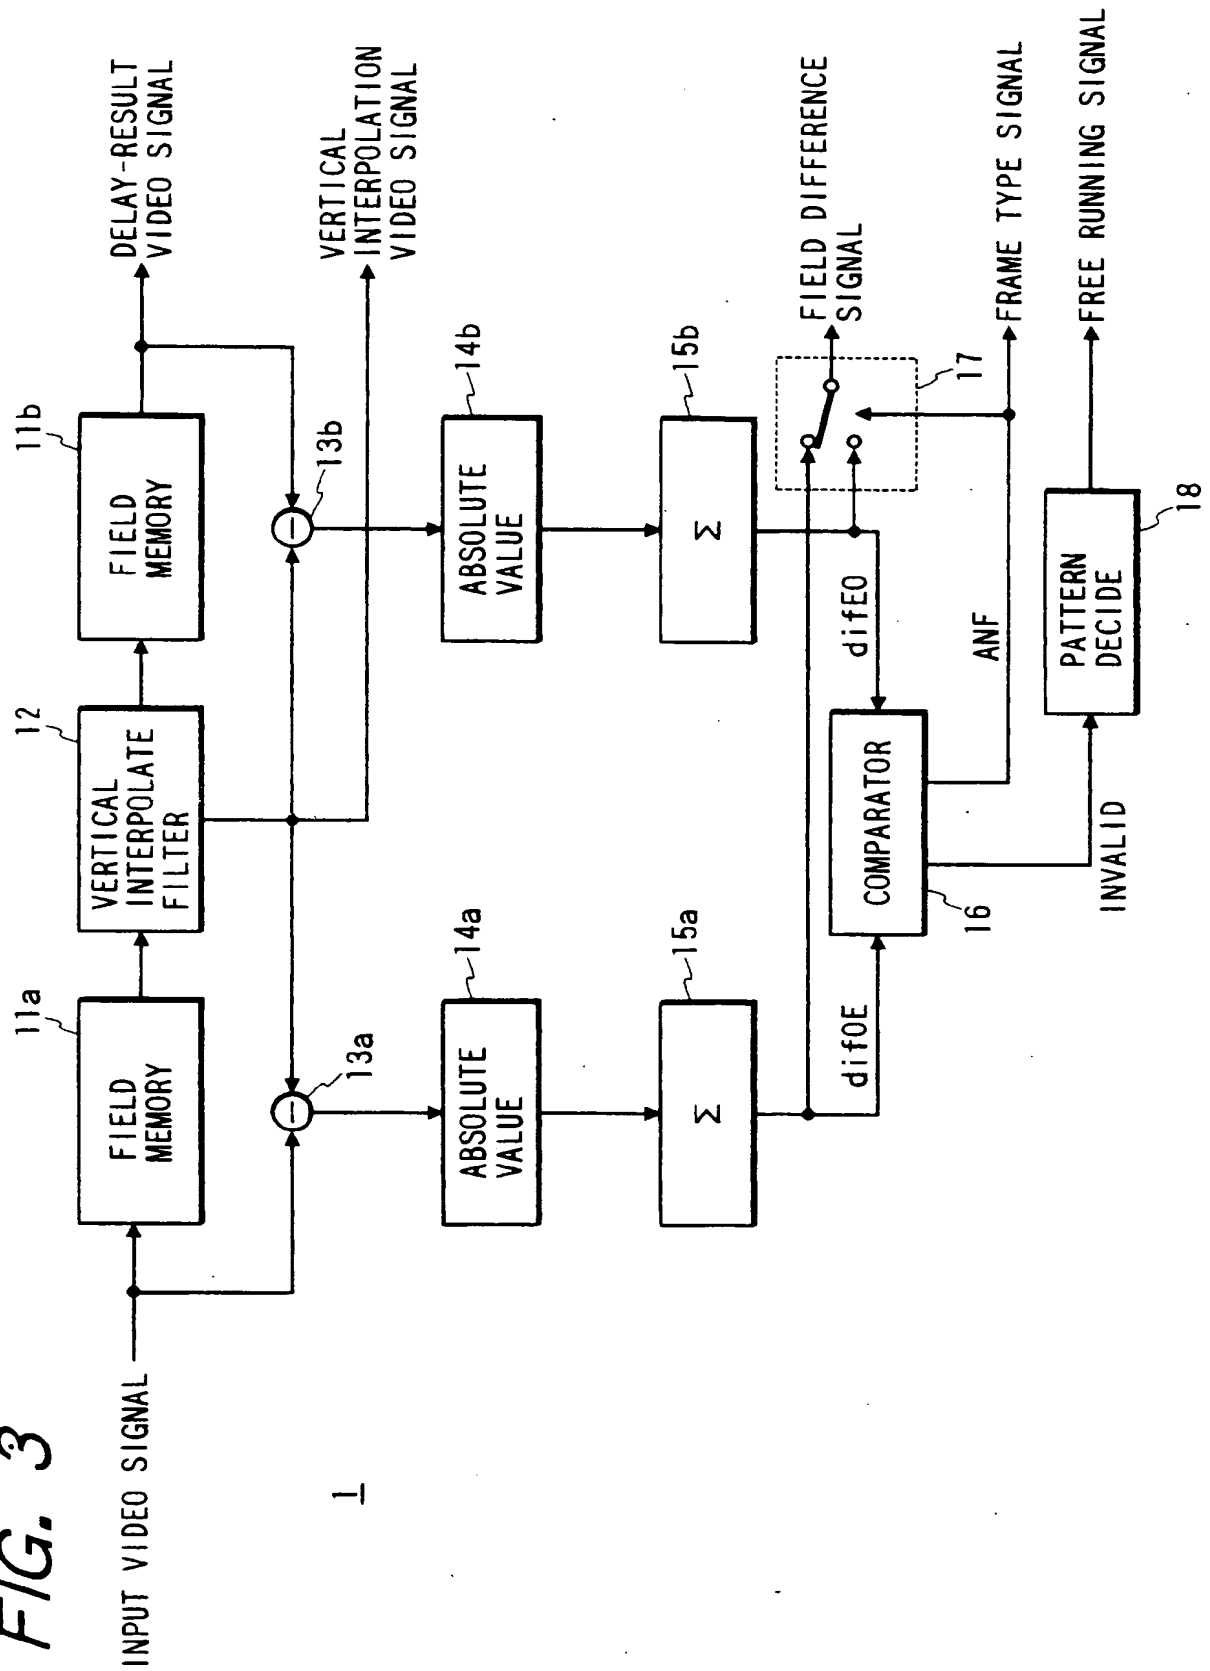 FIG. 3
1
INPUT VIDEO SIGNAL
11a
FIELD
MEMORY
12
VERTICAL
INTERPOLATE
FILTER
11b
FIELD
MEMORY
DELAY-RESULT
VIDEO SIGNAL
VERTICAL
INTERPOLATION
VIDEO SIGNAL
13a
13b
14a
ABSOLUTE
VALUE
14b
ABSOLUTE
VALUE
15a
Σ
15b
Σ
FIELD DIFFERENCE
SIGNAL
17
difOE
difEO
COMPARATOR
16
ANF
FRAME TYPE SIGNAL
INVALID
PATTERN
DECIDE
18
FREE RUNNING SIGNAL